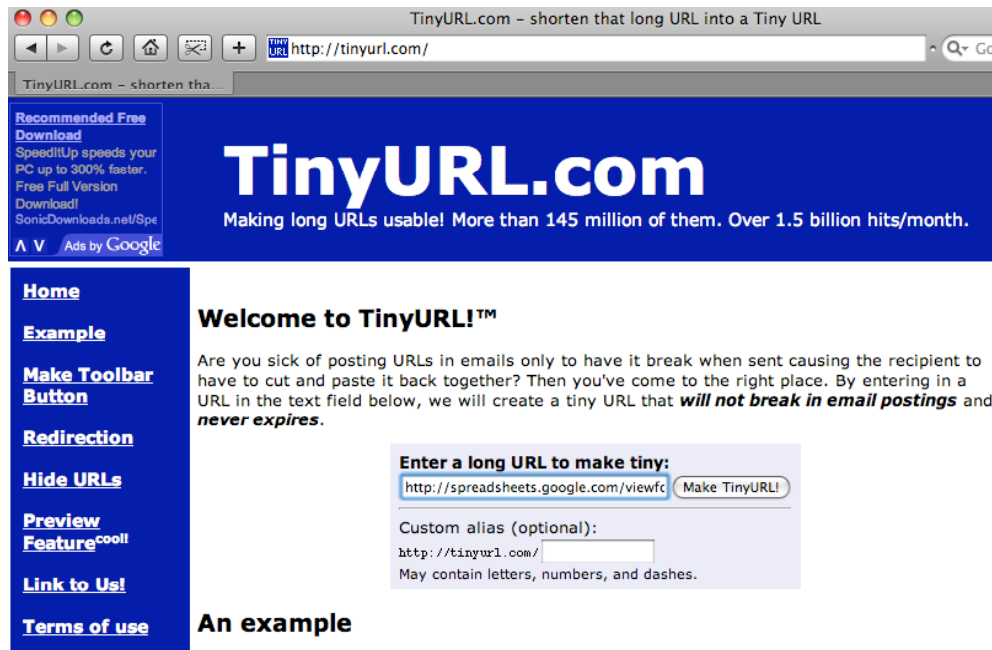 TinyURL.com – shorten that long URL into a Tiny URL
http://tinyurl.com/
TinyURL.com – shorten tha...
Recommended Free
Download
SpeedItUp speeds your
PC up to 300% faster.
Free Full Version
Download!
SonicDownloads.net/Spe
Ads by Google
TinyURL.com
Making long URLs usable! More than 145 million of them. Over 1.5 billion hits/month.
Home
Example
Make Toolbar
Button
Redirection
Hide URLs
Preview
Featurecool!
Link to Us!
Terms of use
Welcome to TinyURL!™
Are you sick of posting URLs in emails only to have it break when sent causing the recipient to
have to cut and paste it back together? Then you've come to the right place. By entering in a
URL in the text field below, we will create a tiny URL that will not break in email postings and
never expires.
Enter a long URL to make tiny:
http://spreadsheets.google.com/viewfo Make TinyURL!
Custom alias (optional):
http://tinyurl.com/
May contain letters, numbers, and dashes.
An example